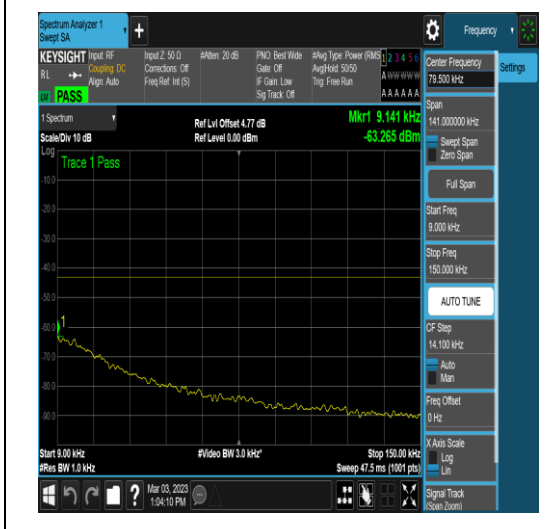 Spectrum Analyzer 1
Swept SA
+
Frequency
KEYSIGHT
Input: RF
Input Z: 50 Ω
#Atten: 20 dB
PNO: Best Wide
#Avg Type: Power (RMS)
1 2 3 4 5 6
RL
Coupling: DC
Corrections: Off
Gate: Off
Avg|Hold: 50/50
A W W W W W
Align: Auto
Freq Ref: Int (S)
IF Gain: Low
Trig: Free Run
PASS
Sig Track: Off
A A A A A A
1 Spectrum
Ref Lvl Offset 4.77 dB
Mkr1 9.141 kHz
Scale/Div 10 dB
Ref Level 0.00 dBm
-63.265 dBm
Log
Trace 1 Pass
-10.0
-20.0
-30.0
-40.0
-50.0
1
-60.0
-70.0
-80.0
-90.0
Start 9.00 kHz
#Video BW 3.0 kHz*
Stop 150.00 kHz
#Res BW 1.0 kHz
Sweep 47.5 ms (1001 pts)
?
Mar 03, 2023
1:04:10 PM
Center Frequency
79.500 kHz
Settings
Span
141.000000 kHz
Swept Span
Zero Span
Full Span
Start Freq
9.000 kHz
Stop Freq
150.000 kHz
AUTO TUNE
CF Step
14.100 kHz
Auto
Man
Freq Offset
0 Hz
X Axis Scale
Log
Lin
Signal Track
(Span Zoom)